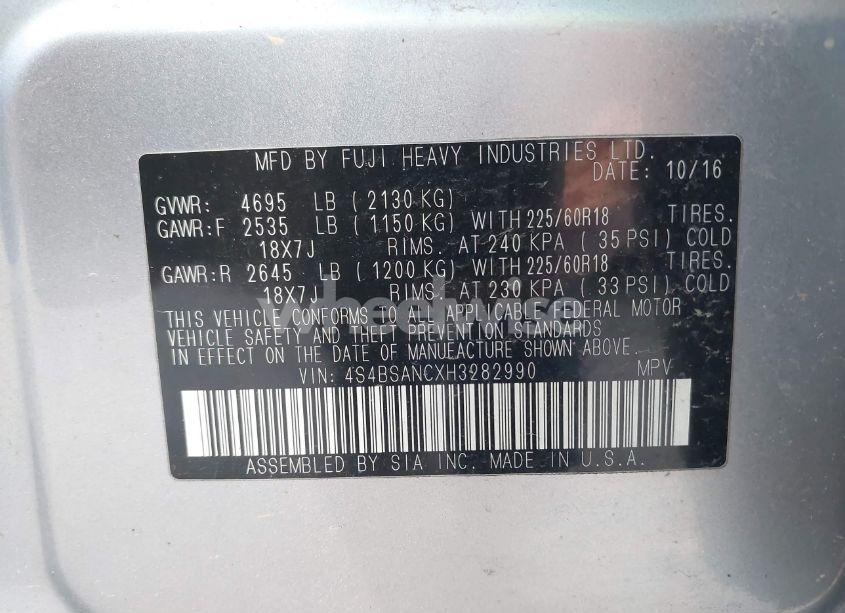 MFD BY FUJI HEAVY INDUSTRIES LTD.
DATE: 10/16
GVWR: 4695 LB ( 2130 KG)
GAWR:F 2535 LB ( 1150 KG) WITH 225/60R18 TIRES.
18X7J RIMS. AT 240 KPA ( 35 PSI) COLD
GAWR:R 2645 LB ( 1200 KG) WITH 225/60R18 TIRES.
18X7J RIMS. AT 230 KPA ( 33 PSI) COLD
THIS VEHICLE CONFORMS TO ALL APPLICABLE FEDERAL MOTOR
VEHICLE SAFETY AND THEFT PREVENTION STANDARDS
IN EFFECT ON THE DATE OF MANUFACTURE SHOWN ABOVE.
VIN: 4S4BSANCXH3282990 MPV
ASSEMBLED BY SIA INC. MADE IN U.S.A.